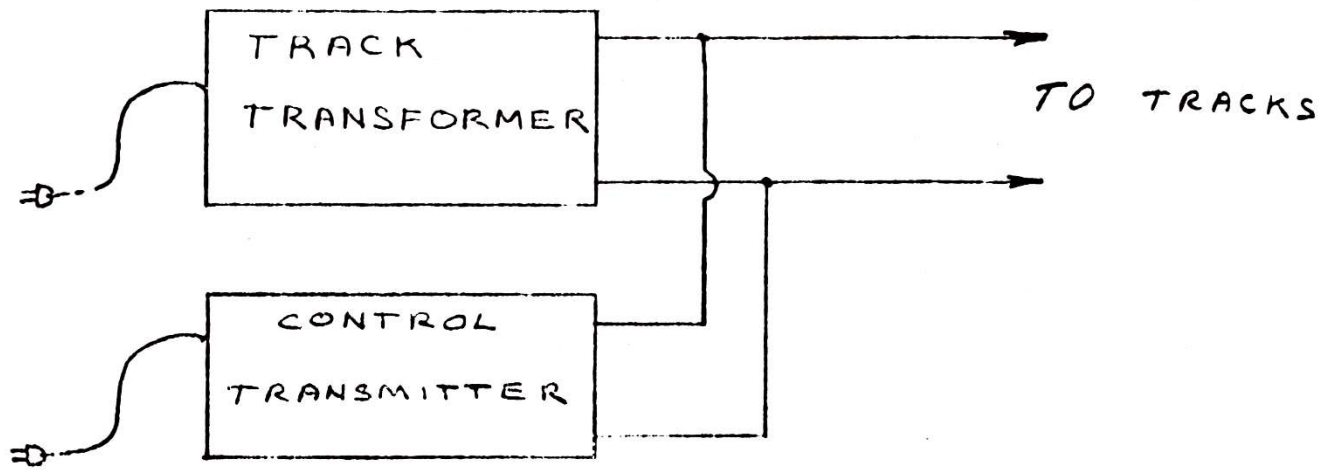 TRACK
TRANSFORMER
TO TRACKS
CONTROL
TRANSMITTER